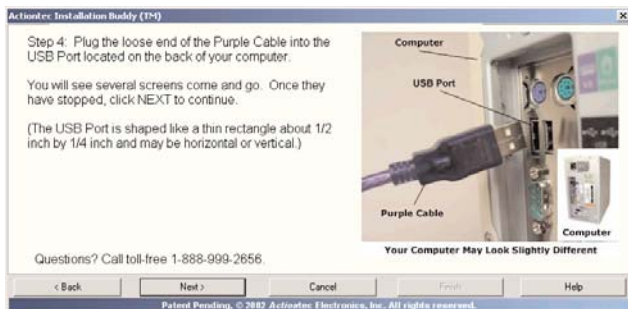 Actiontec Installation Buddy (TM)
Step 4: Plug the loose end of the Purple Cable into the
USB Port located on the back of your computer.
You will see several screens come and go. Once they
have stopped, click NEXT to continue.
(The USB Port is shaped like a thin rectangle about 1/2
inch by 1/4 inch and may be horizontal or vertical.)
Questions? Call toll-free 1-888-999-2656.
Computer
USB Port
Purple Cable
Computer
Your Computer May Look Slightly Different
< Back
Next >
Cancel
Finish
Help
Patent Pending, © 2002 Actiontec Electronics, Inc. All rights reserved.